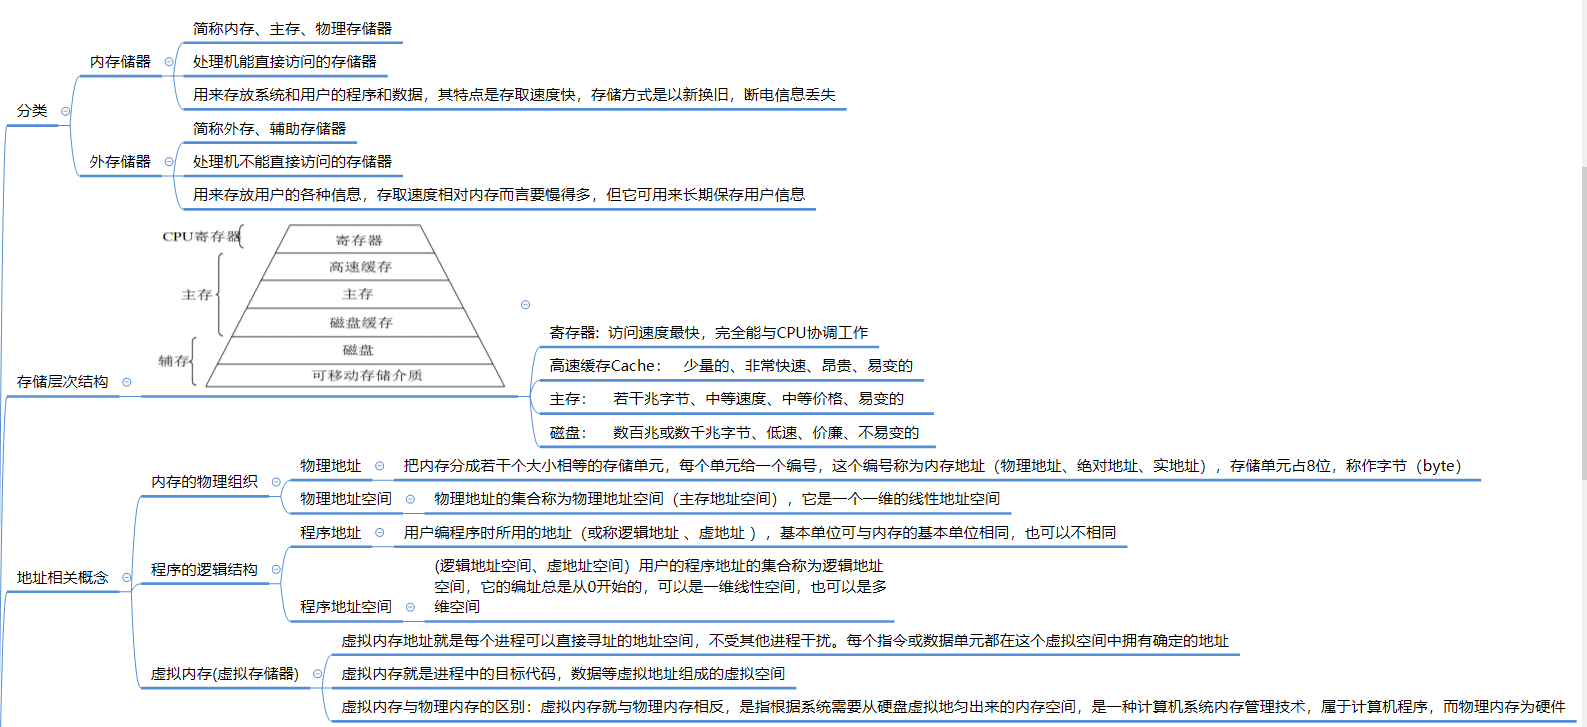 分类
内存储器
简称内存、主存、物理存储器
处理机能直接访问的存储器
用来存放系统和用户的程序和数据，其特点是存取速度快，存储方式是以新换旧，断电信息丢失
外存储器
简称外存、辅助存储器
处理机不能直接访问的存储器
用来存放用户的各种信息，存取速度相对内存而言要慢得多，但它可用来长期保存用户信息
存储层次结构
CPU寄存器
主存
辅存
寄存器
高速缓存
主存
磁盘缓存
磁盘
可移动存储介质
寄存器: 访问速度最快，完全能与CPU协调工作
高速缓存Cache： 少量的、非常快速、昂贵、易变的
主存： 若干兆字节、中等速度、中等价格、易变的
磁盘： 数百兆或数千兆字节、低速、价廉、不易变的
地址相关概念
内存的物理组织
物理地址
把内存分成若干个大小相等的存储单元，每个单元给一个编号，这个编号称为内存地址（物理地址、绝对地址、实地址），存储单元占8位，称作字节（byte）
物理地址空间
物理地址的集合称为物理地址空间（主存地址空间），它是一个一维的线性地址空间
程序的逻辑结构
程序地址
用户编程序时所用的地址（或称逻辑地址 、虚地址 ），基本单位可与内存的基本单位相同，也可以不相同
程序地址空间
(逻辑地址空间、虚地址空间）用户的程序地址的集合称为逻辑地址
空间，它的编址总是从0开始的，可以是一维线性空间，也可以是多
维空间
虚拟内存(虚拟存储器)
虚拟内存地址就是每个进程可以直接寻址的地址空间，不受其他进程干扰。每个指令或数据单元都在这个虚拟空间中拥有确定的地址
虚拟内存就是进程中的目标代码，数据等虚拟地址组成的虚拟空间
虚拟内存与物理内存的区别：虚拟内存就与物理内存相反，是指根据系统需要从硬盘虚拟地匀出来的内存空间，是一种计算机系统内存管理技术，属于计算机程序，而物理内存为硬件